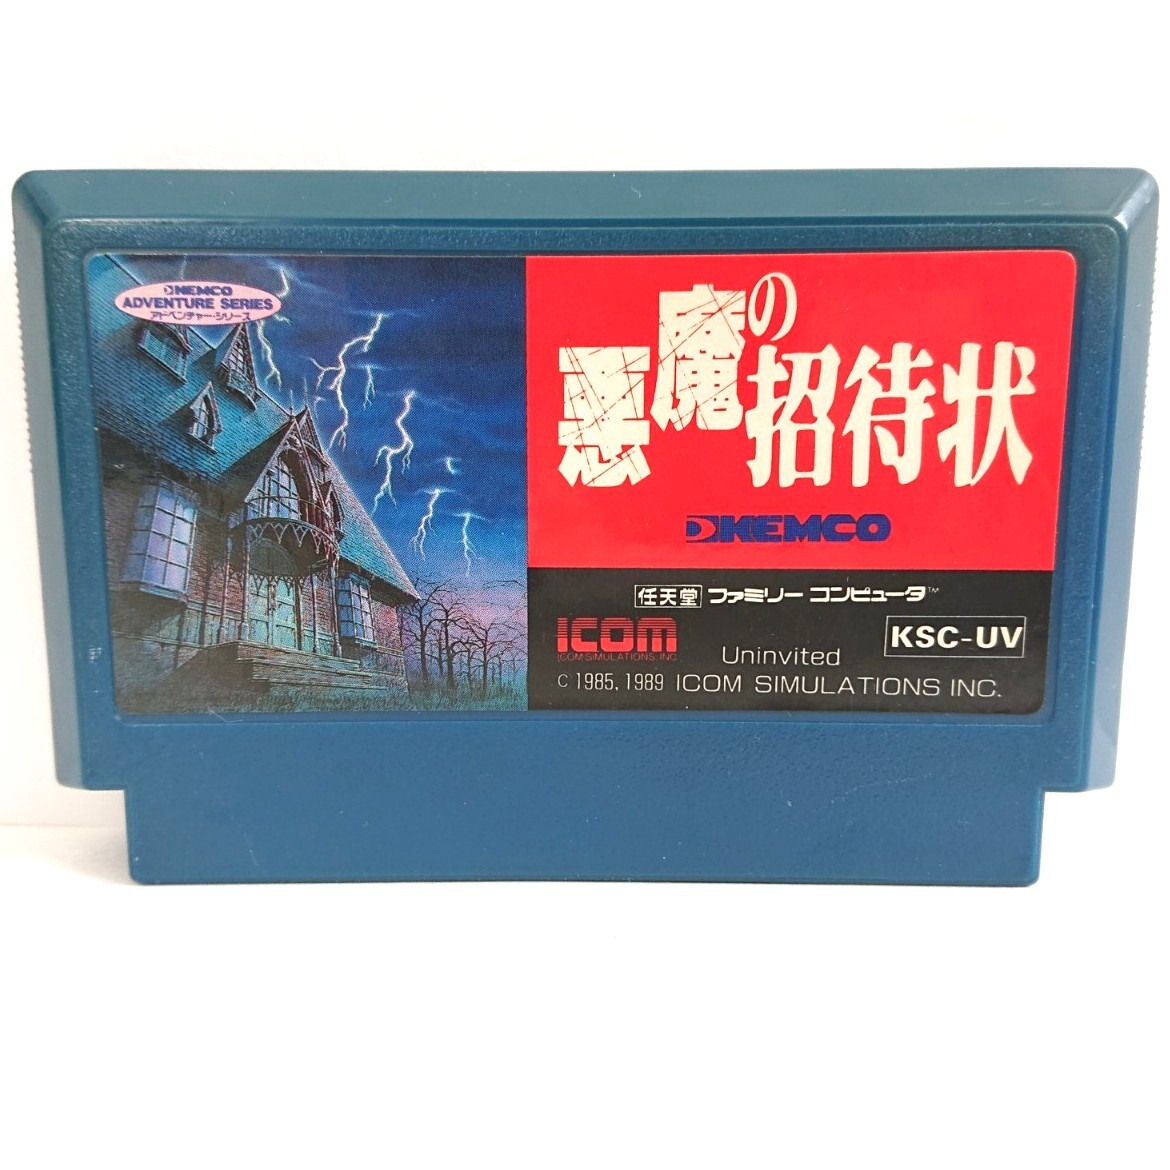 KEMCO
ADVENTURE SERIES
アドベンチャー・シリーズ
悪魔の招待状
KEMCO
任天堂 ファミリー コンピュータ™
ICOM
ICOM SIMULATIONS, INC.
Uninvited
KSC-UV
© 1985, 1989 ICOM SIMULATIONS INC.